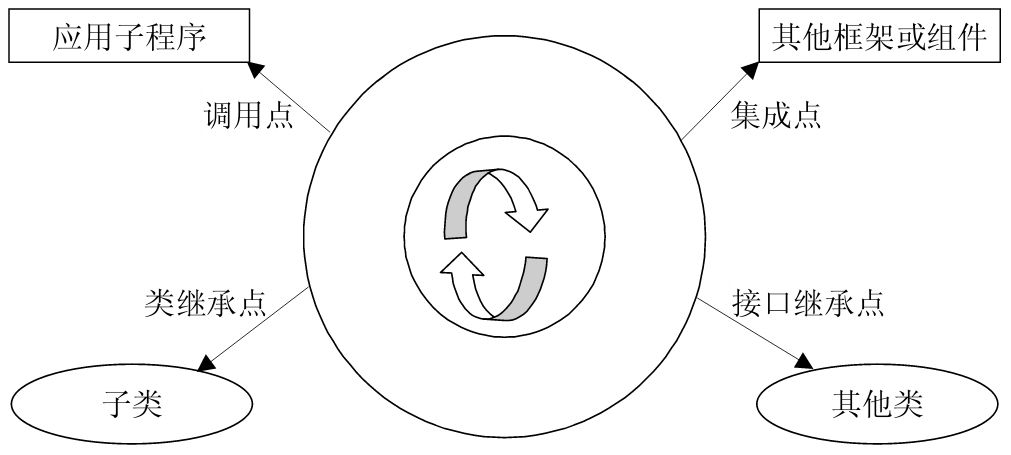 应用子程序
其他框架或组件
调用点
集成点
类继承点
接口继承点
子类
其他类